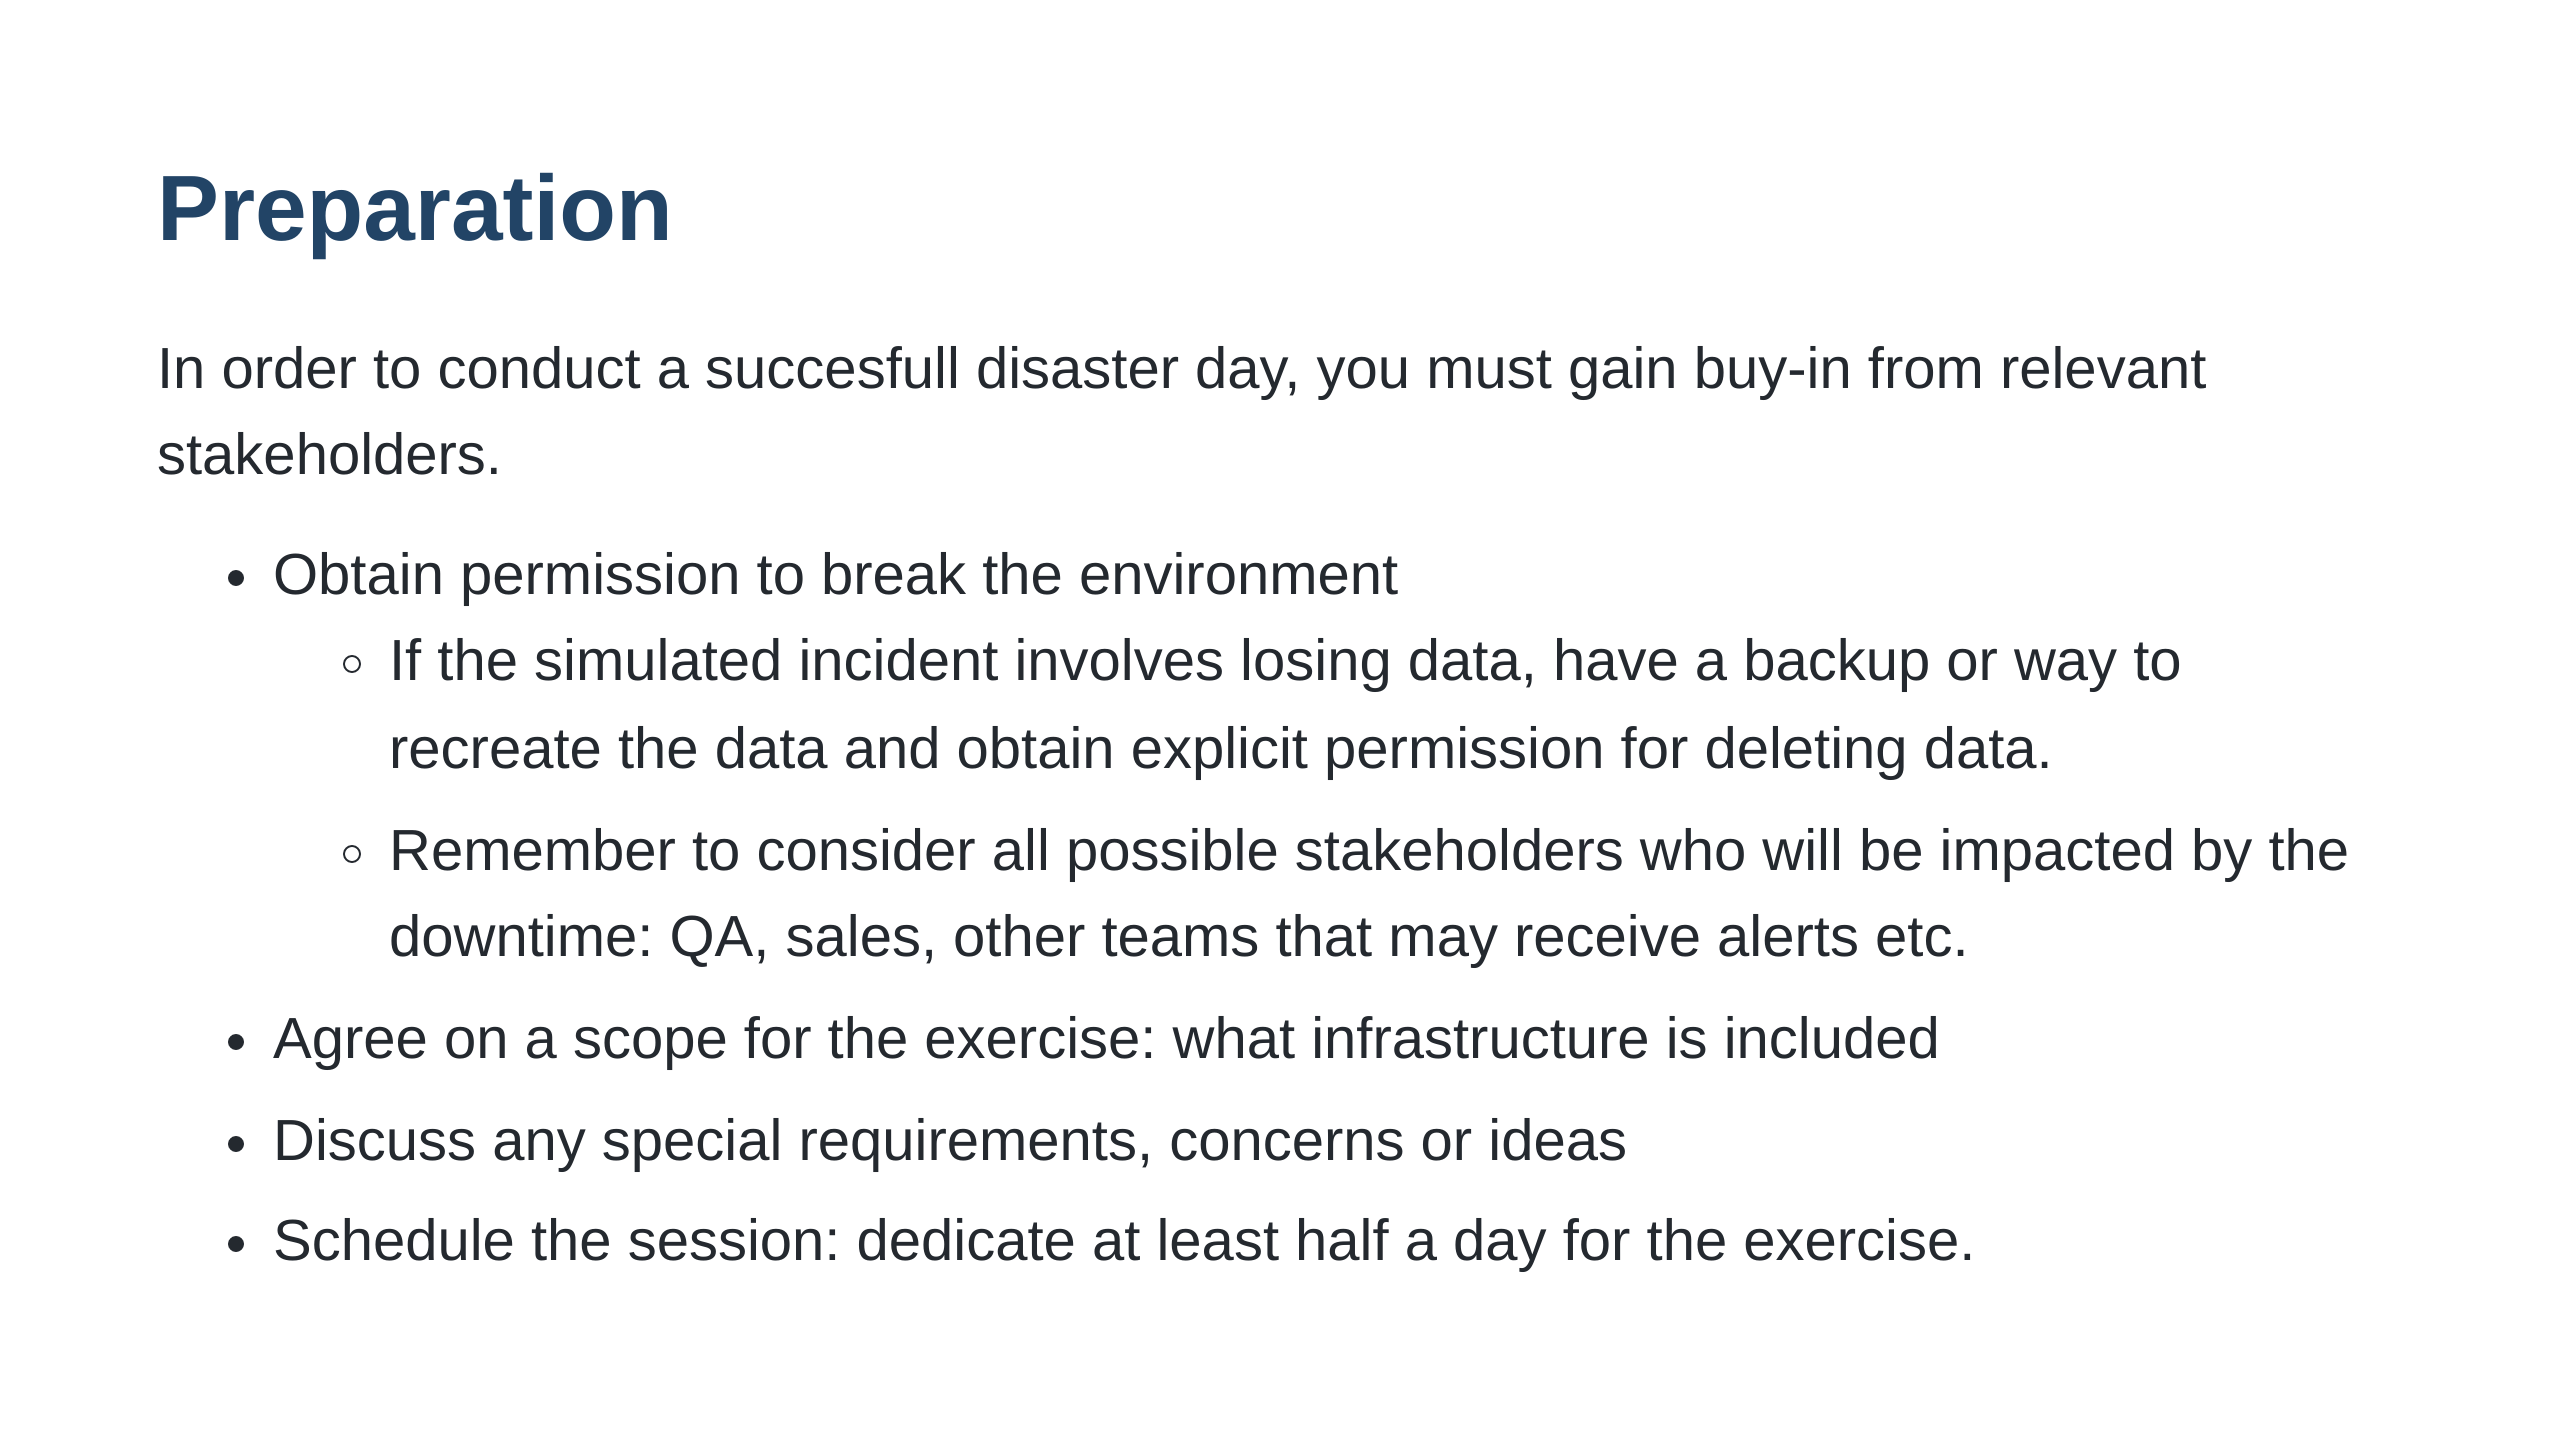 Preparation
In order to conduct a succesfull disaster day, you must gain buy-in from relevant
stakeholders.
• Obtain permission to break the environment
◦ If the simulated incident involves losing data, have a backup or way to
recreate the data and obtain explicit permission for deleting data.
◦ Remember to consider all possible stakeholders who will be impacted by the
downtime: QA, sales, other teams that may receive alerts etc.
• Agree on a scope for the exercise: what infrastructure is included
• Discuss any special requirements, concerns or ideas
• Schedule the session: dedicate at least half a day for the exercise.